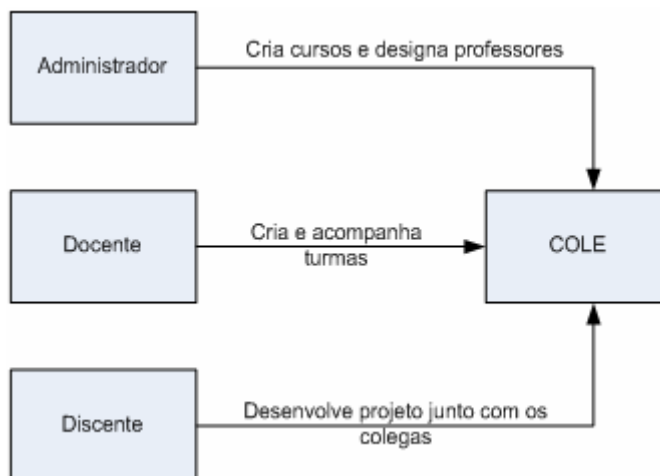 Administrador
Cria cursos e designa professores
Docente
Cria e acompanha
turmas
COLE
Discente
Desenvolve projeto junto com os
colegas